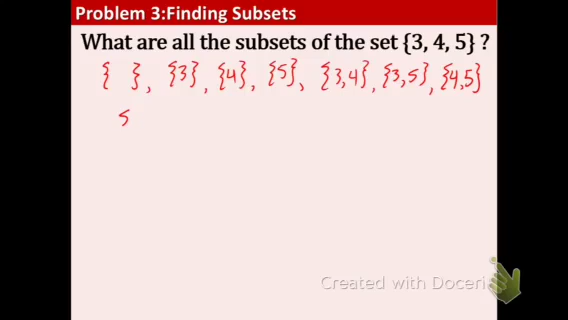 Problem 3:Finding Subsets
What are all the subsets of the set {3, 4, 5} ?
{ }, {3}, {4}, {5}, {3,4}, {3,5}, {4,5}
Created with Doceri